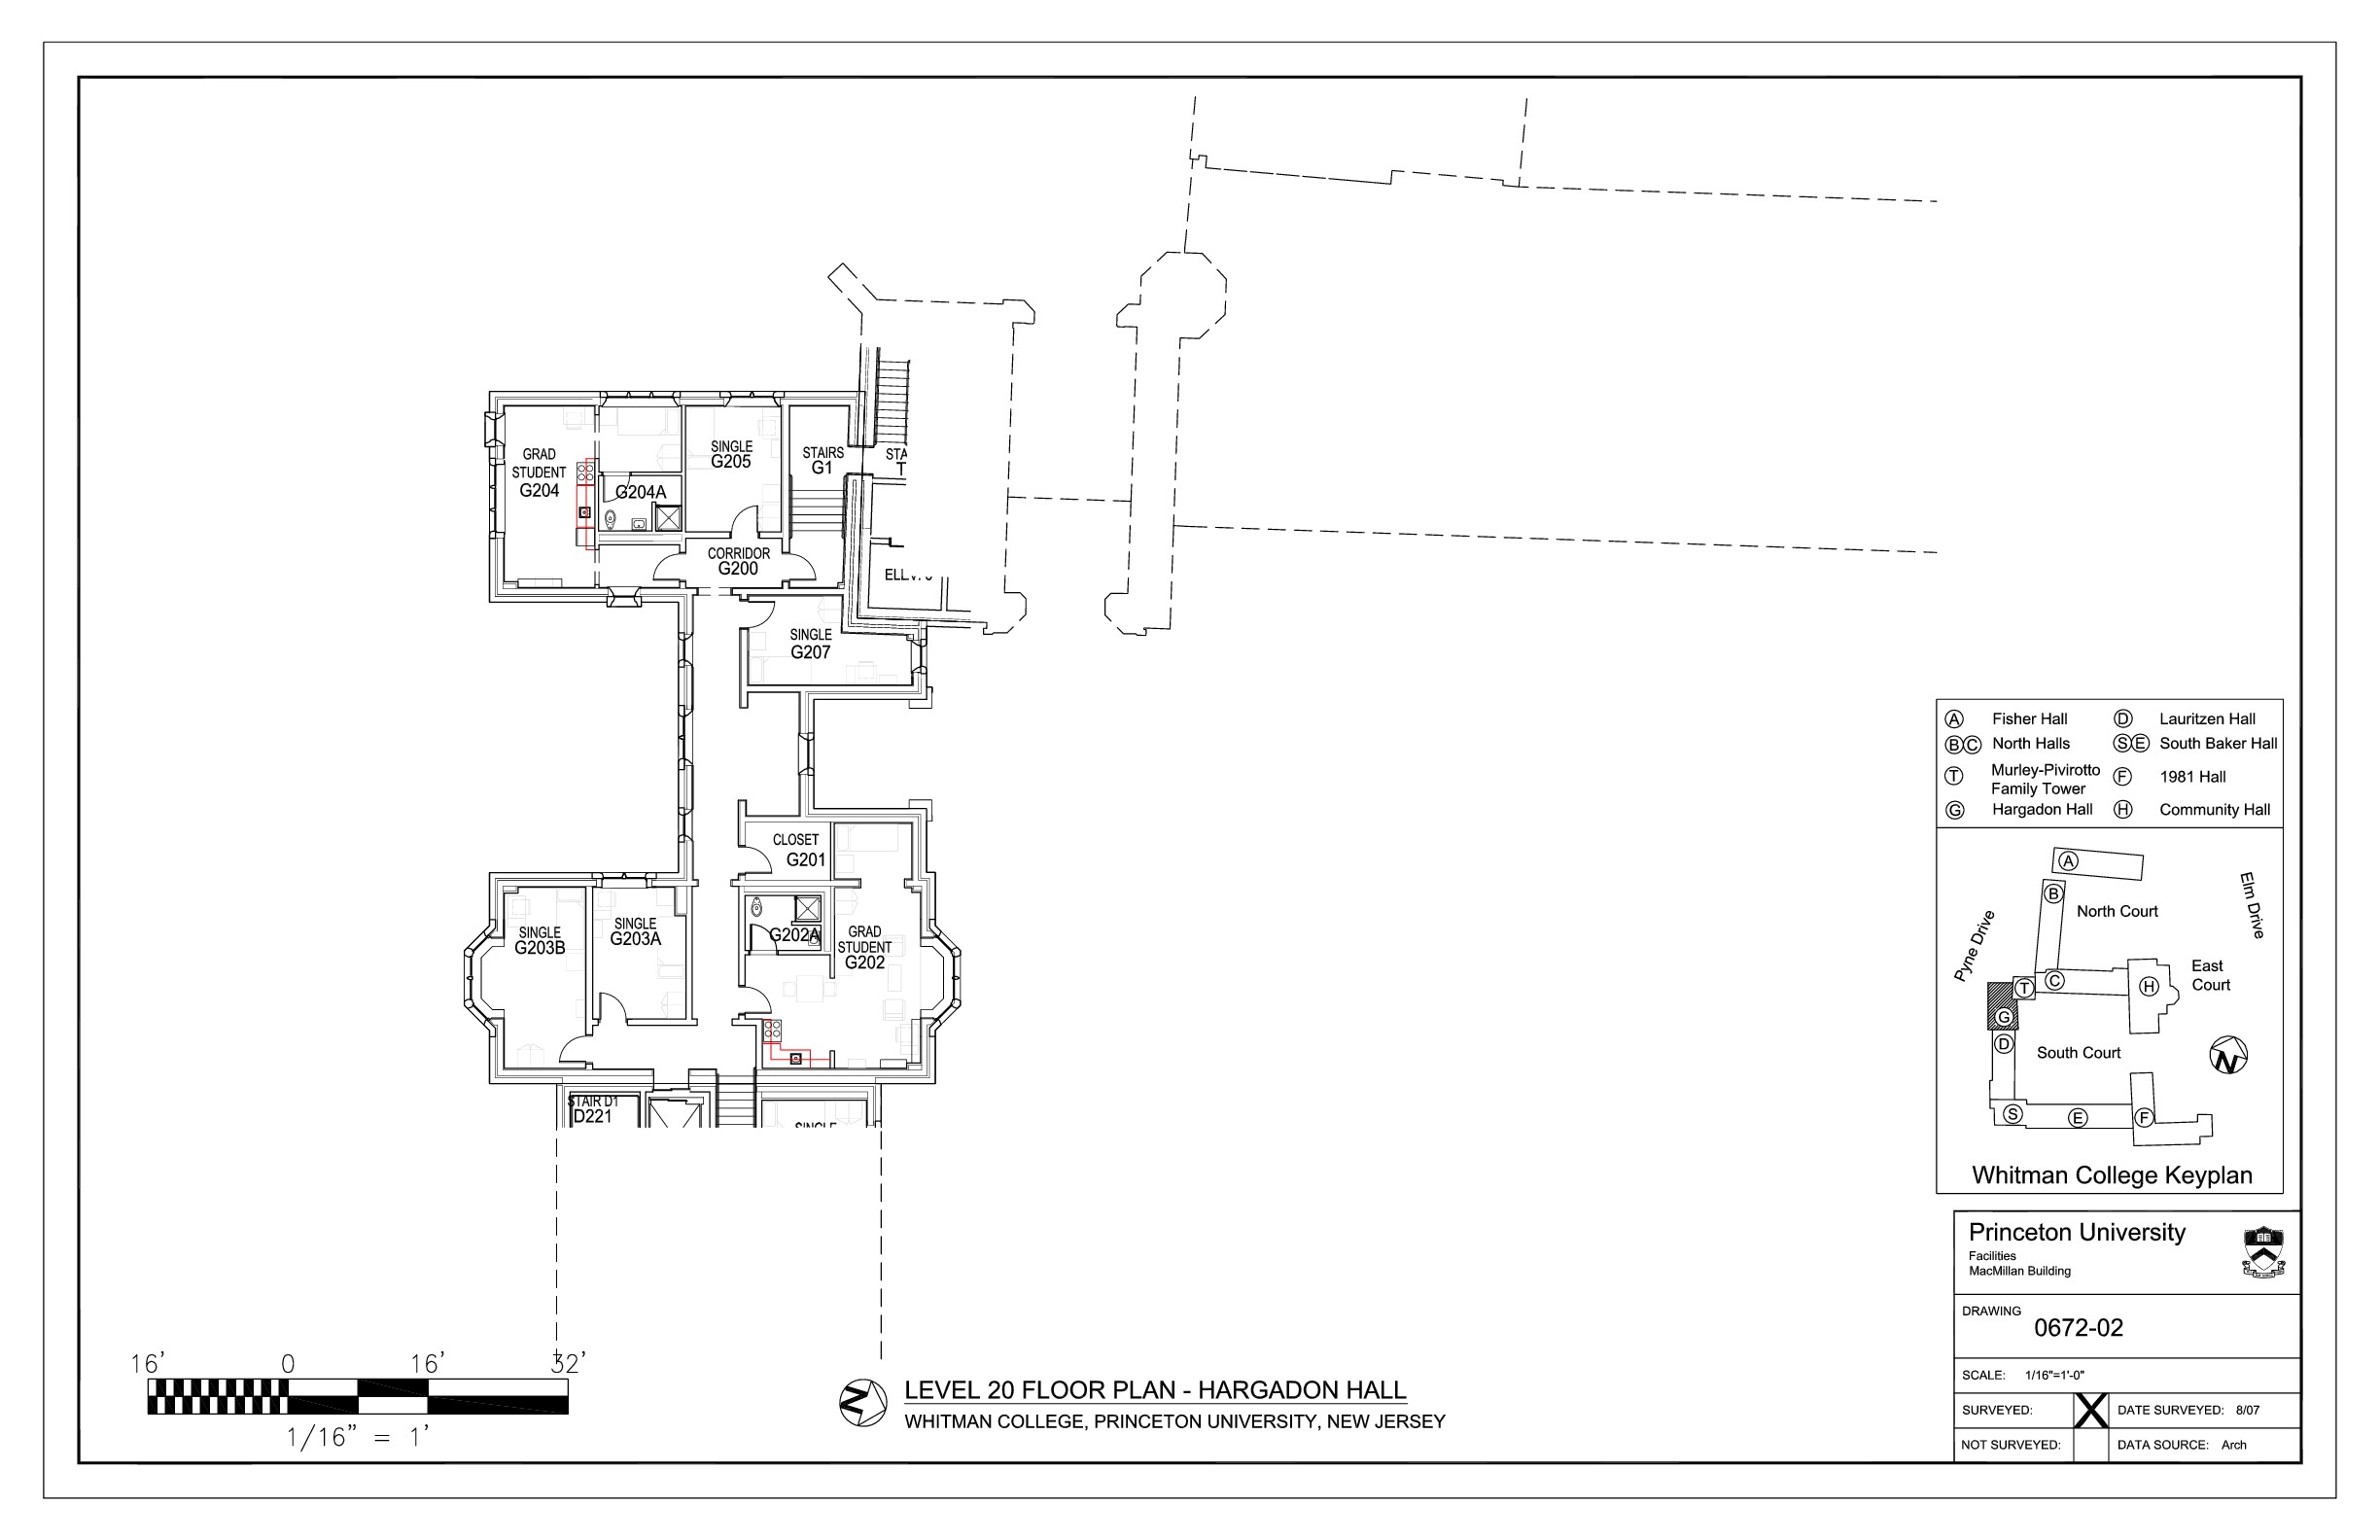 GRAD
STUDENT
G204
G204A
SINGLE
G205
STAIRS
G1
STA
T
CORRIDOR
G200
SINGLE
G207
CLOSET
G201
SINGLE
G203B
SINGLE
G203A
G202A
GRAD
STUDENT
G202
STAIR D1
D221
SINGLE
A Fisher Hall
D Lauritzen Hall
B C North Halls
S E South Baker Hall
T Murley-Pivirotto
Family Tower
F 1981 Hall
G Hargadon Hall
H Community Hall
A
B
North Court
Elm Drive
Pyne Drive
East
Court
T
C
H
G
D
South Court
N
S
E
F
Whitman College Keyplan
Princeton University
Facilities
MacMillan Building
DRAWING
0672-02
SCALE: 1/16"=1'-0"
SURVEYED: X DATE SURVEYED: 8/07
NOT SURVEYED: DATA SOURCE: Arch
16' 0 16' 32'
1/16" = 1'
N
LEVEL 20 FLOOR PLAN - HARGADON HALL
WHITMAN COLLEGE, PRINCETON UNIVERSITY, NEW JERSEY